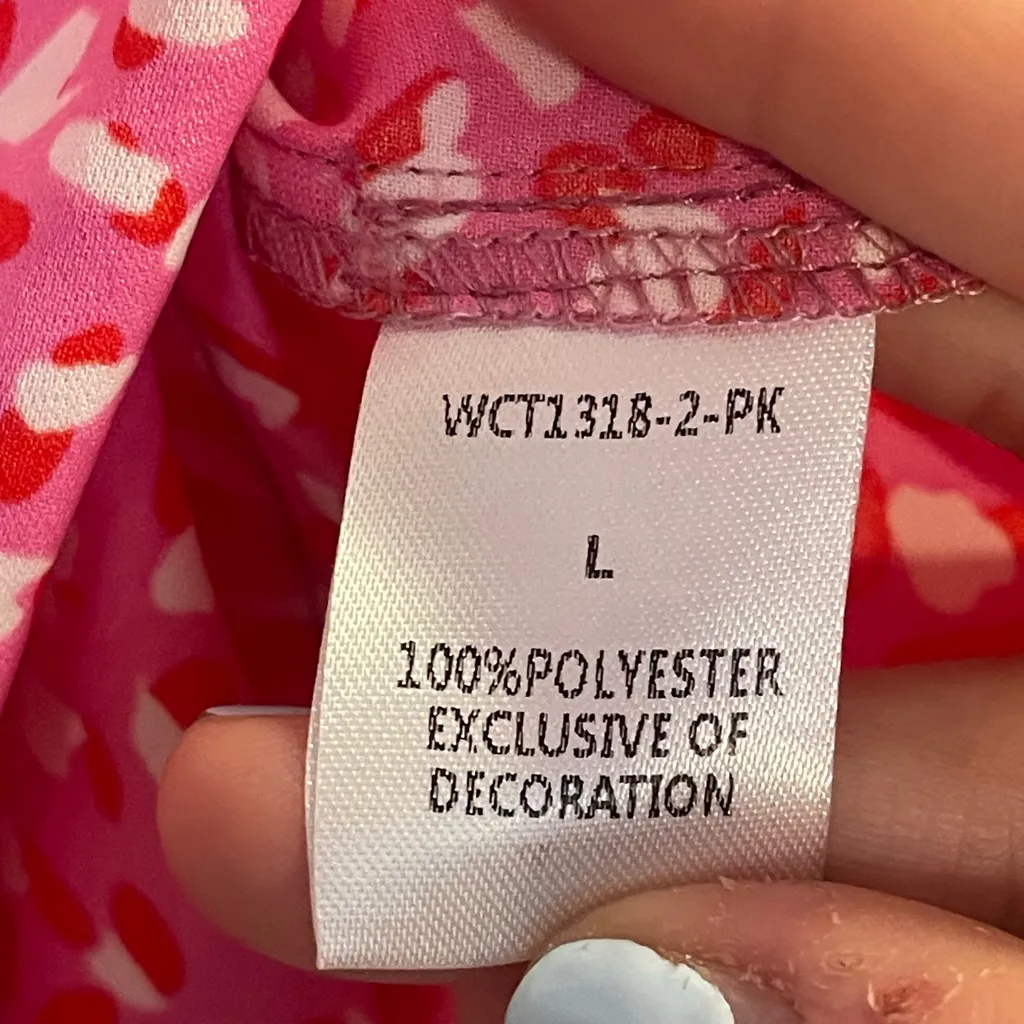 WCT1318-2-PK
L
100%POLYESTER
EXCLUSIVE OF
DECORATION